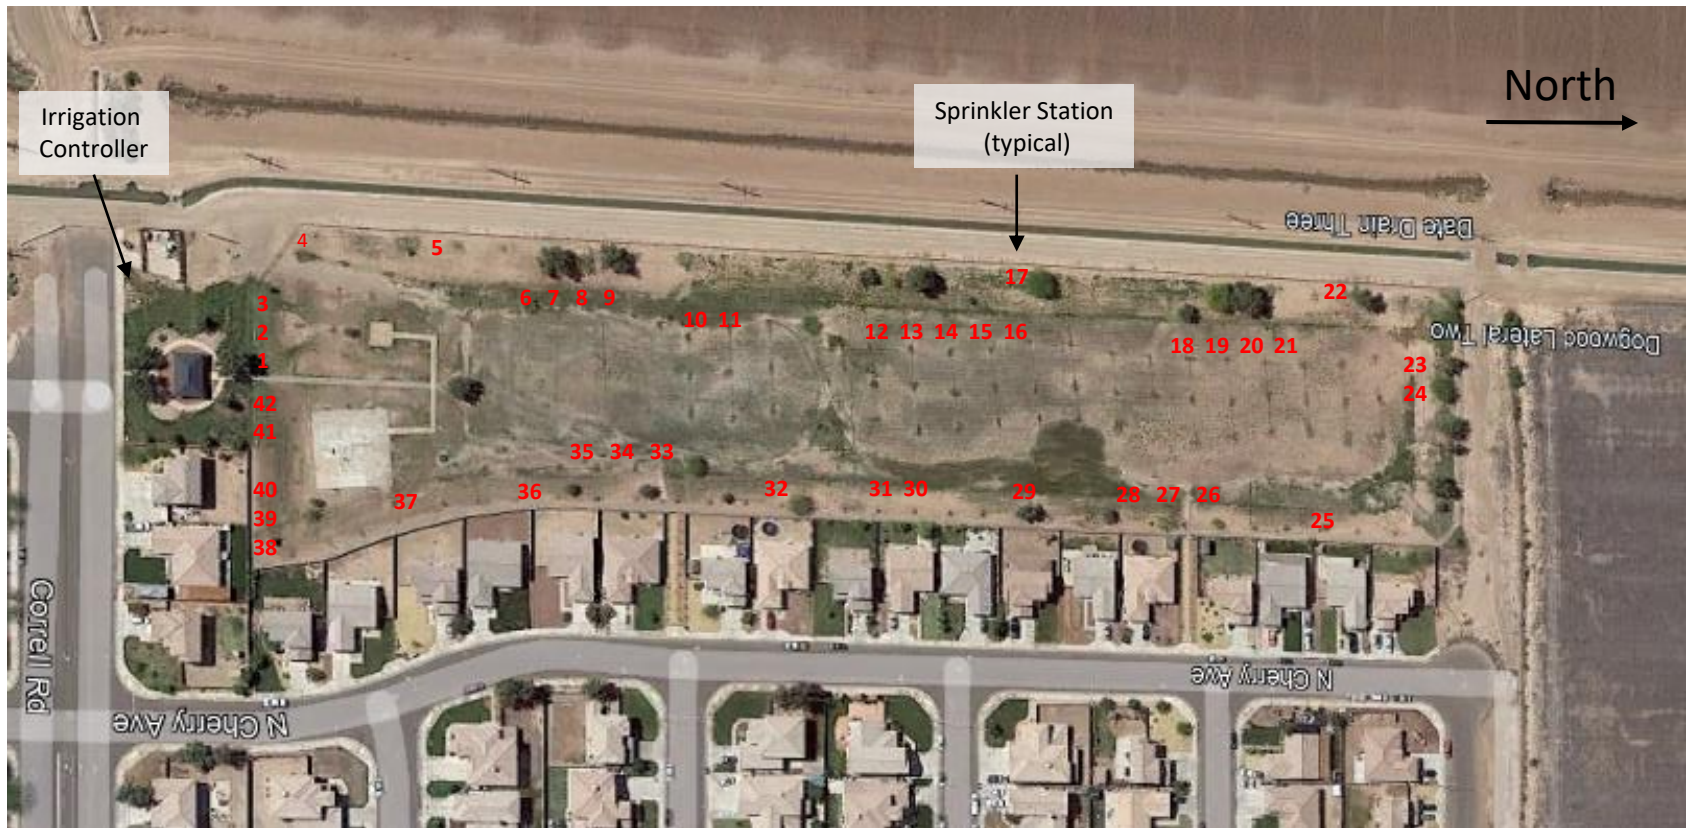 North
Irrigation
Controller
Sprinkler Station
(typical)
Date Drain Three
4
5
17
22
3
6 7 8 9
10 11
2
12 13 14 15 16
18 19 20 21
Dogwood Lateral Two
1
23
24
42
41
35 34 33
40
37
36
32
31 30
29
28 27 26
39
25
38
Correll Rd
N Cherry Ave
N Cherry Ave